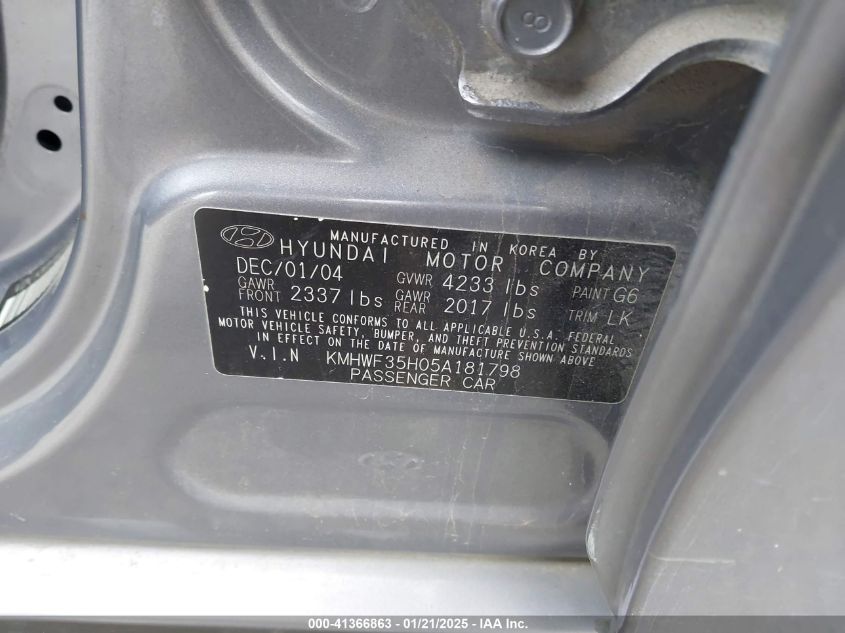 8
MANUFACTURED IN KOREA BY
HYUNDAI MOTOR COMPANY
DEC/01/04 GVWR 4233 lbs PAINT G6
GAWR FRONT 2337 lbs GAWR REAR 2017 lbs TRIM LK
THIS VEHICLE CONFORMS TO ALL APPLICABLE U.S.A. FEDERAL
MOTOR VEHICLE SAFETY, BUMPER, AND THEFT PREVENTION STANDARDS
IN EFFECT ON THE DATE OF MANUFACTURE SHOWN ABOVE
V.I.N KMHWF35H05A181798
PASSENGER CAR
000-41366863 - 01/21/2025 - IAA Inc.